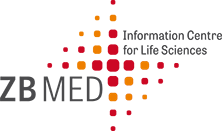 Information Centre
for Life Sciences
ZB MED